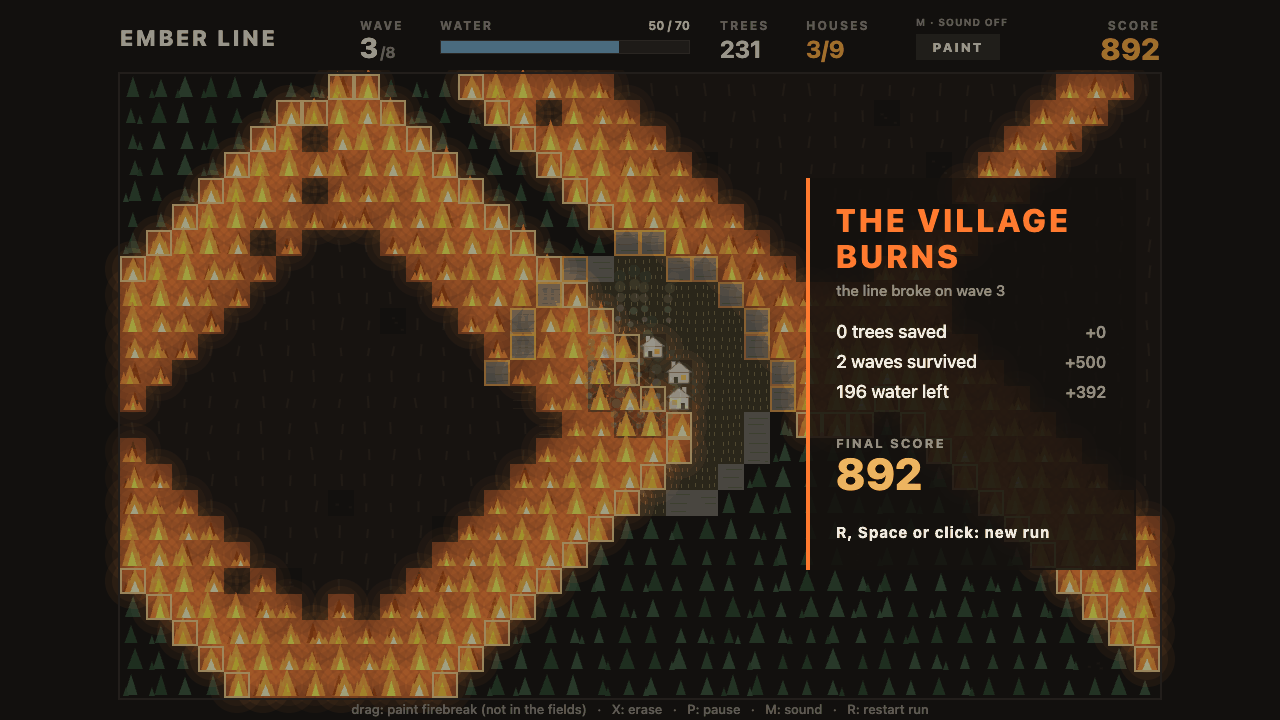 EMBER LINE
WAVE
3/8
WATER
50 / 70
TREES
231
HOUSES
3/9
M · SOUND OFF
PAINT
SCORE
892
THE VILLAGE
BURNS
the line broke on wave 3
0 trees saved +0
2 waves survived +500
196 water left +392
FINAL SCORE
892
R, Space or click: new run
drag: paint firebreak (not in the fields) · X: erase · P: pause · M: sound · R: restart run